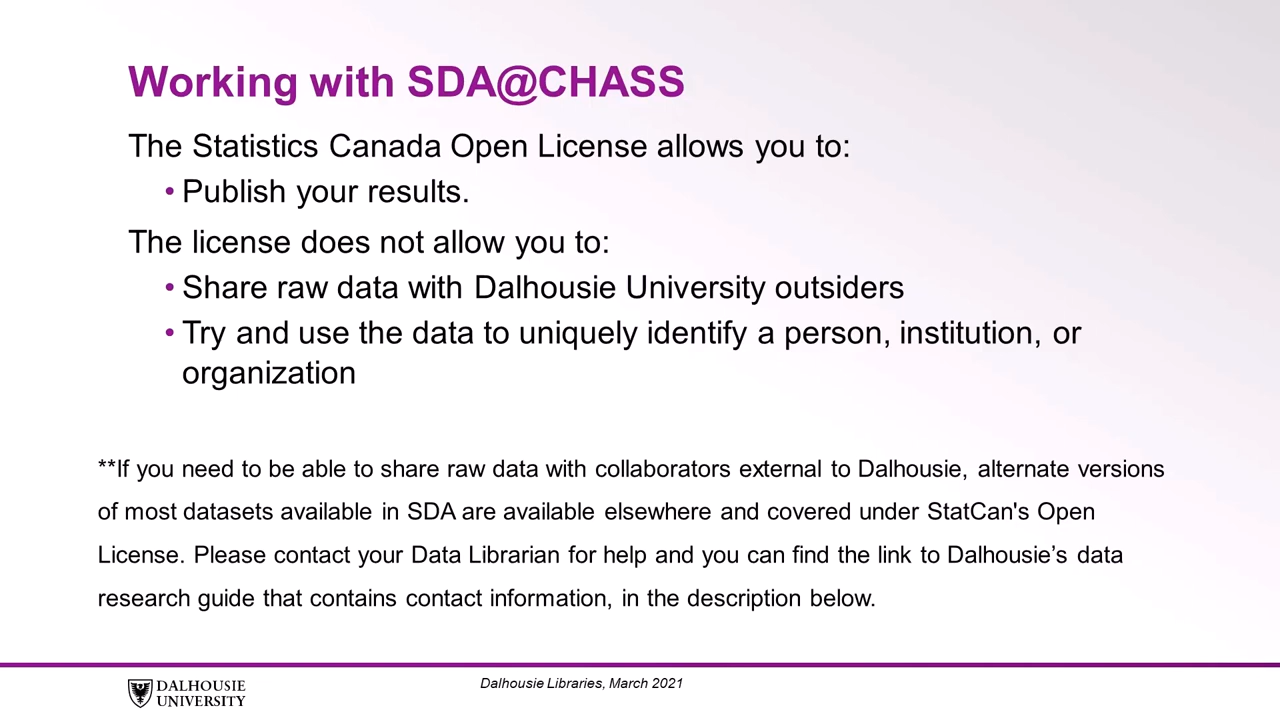 Working with SDA@CHASS
The Statistics Canada Open License allows you to:
• Publish your results.
The license does not allow you to:
• Share raw data with Dalhousie University outsiders
• Try and use the data to uniquely identify a person, institution, or
organization
**If you need to be able to share raw data with collaborators external to Dalhousie, alternate versions
of most datasets available in SDA are available elsewhere and covered under StatCan's Open
License. Please contact your Data Librarian for help and you can find the link to Dalhousie’s data
research guide that contains contact information, in the description below.
DALHOUSIE
UNIVERSITY
Dalhousie Libraries, March 2021